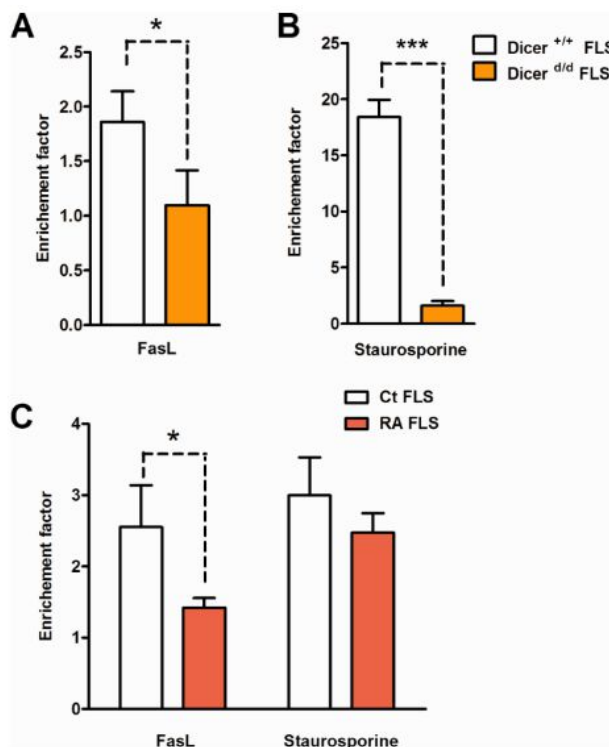 A
*
2.5
2.0
1.5
1.0
0.5
0.0
Enrichement factor
FasL
B
***
25
20
15
10
5
0
Enrichement factor
Staurosporine
Dicer +/+ FLS
Dicer d/d FLS
C
Ct FLS
RA FLS
*
4
3
2
1
0
Enrichement factor
FasL Staurosporine